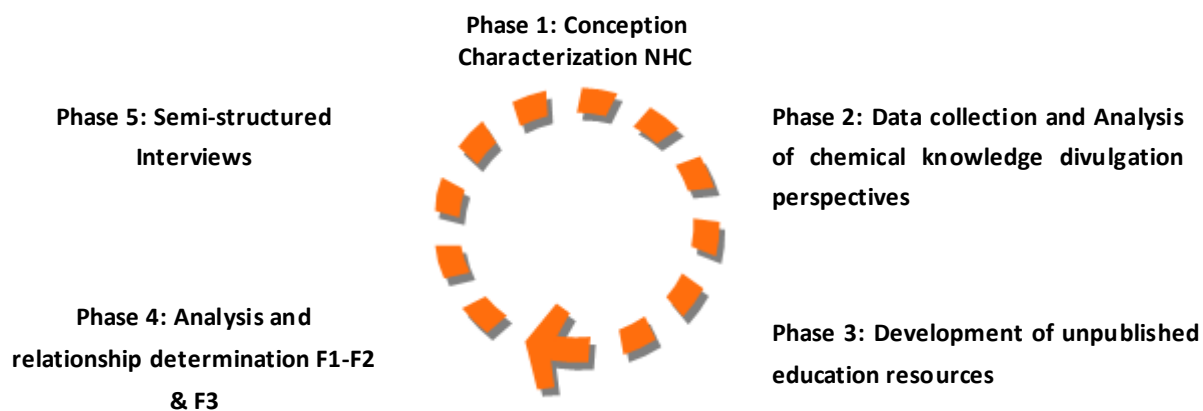 Phase 1: Conception
Characterization NHC
Phase 2: Data collection and Analysis
of chemical knowledge divulgation
perspectives
Phase 3: Development of unpublished
education resources
Phase 4: Analysis and
relationship determination F1-F2
& F3
Phase 5: Semi-structured
Interviews